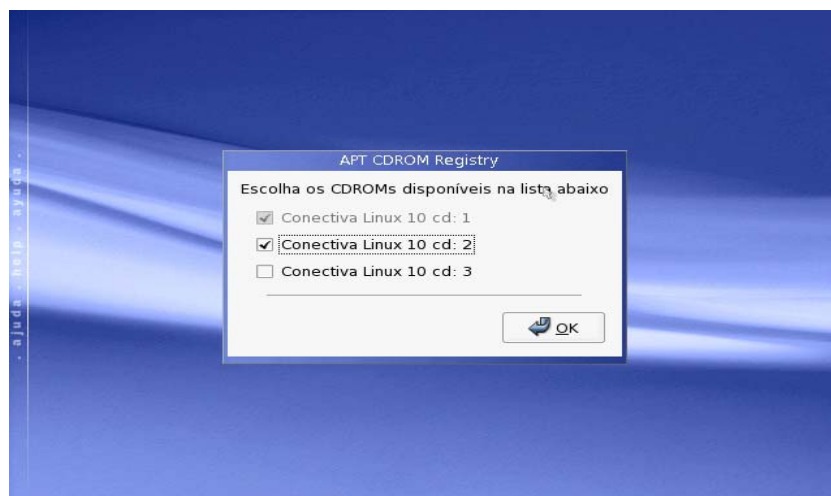 APT CDROM Registry
Escolha os CDROMs disponíveis na lista abaixo
Conectiva Linux 10 cd: 1
Conectiva Linux 10 cd: 2
Conectiva Linux 10 cd: 3
OK
. ajuda . help . ayuda .